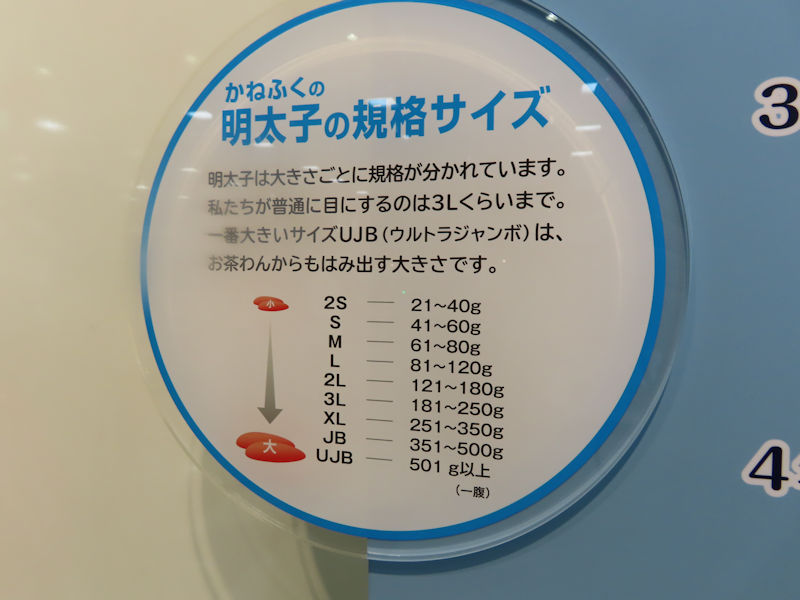 かねふくの
明太子の規格サイズ
明太子は大きさごとに規格が分かれています。
私たちが普通に目にするのは3Lくらいまで。
一番大きいサイズUJB（ウルトラジャンボ）は、
お茶わんからもはみ出す大きさです。
小
2S — 21～40g
S — 41～60g
M — 61～80g
L — 81～120g
2L — 121～180g
3L — 181～250g
XL — 251～350g
JB — 351～500g
大
UJB — 501 g以上
（一腹）
3
4